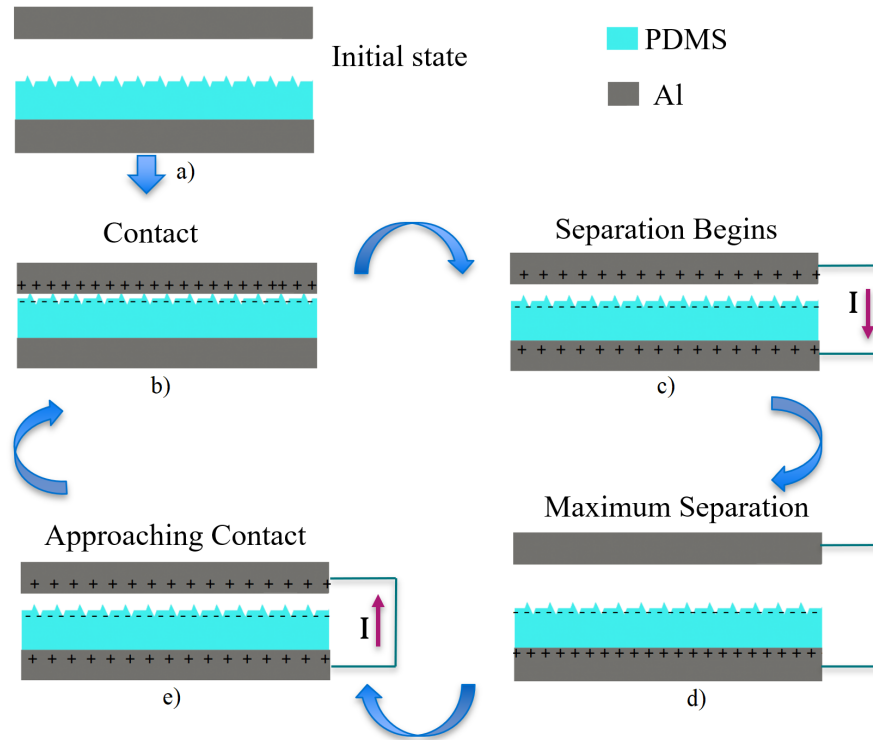 Initial state
PDMS
Al
a)
Contact
+ + + + + + + + + + + + + + + + + + + +
- - - - - - - - - - - - - - - - - - - -
b)
Separation Begins
+ + + + + + + + + + + + + + +
I
+ + + + + + + + + + + + + + +
c)
Maximum Separation
d)
Approaching Contact
+ + + + + + + + + + + + + + +
I
+ + + + + + + + + + + + + + +
e)